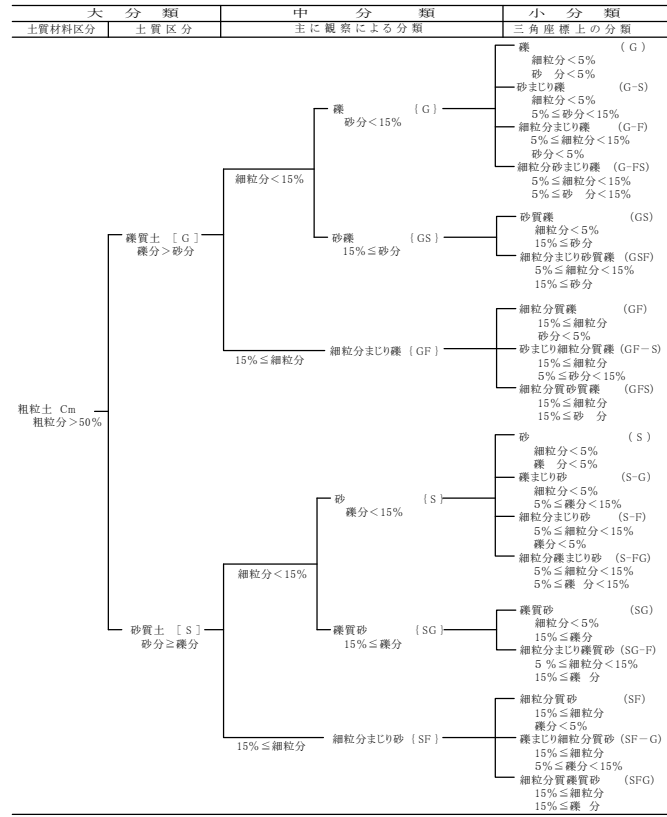 大 分 類 中 分 類 小 分 類
土質材料区分 土 質 区 分 主 に 観 察 に よ る 分 類 三 角 座 標 上 の 分 類
粗粒土 Cm
粗粒分＞50%
礫質土 [ G ]
礫分＞砂分
細粒分＜15%
礫 { G }
砂分＜15%
礫 ( G )
細粒分＜5%
砂 分＜5%
砂まじり礫 (G-S)
細粒分＜5%
5%≦砂分＜15%
細粒分まじり礫 (G-F)
5%≦細粒分＜15%
砂分＜5%
細粒分砂まじり礫 (G-FS)
5%≦細粒分＜15%
5%≦砂 分＜15%
砂礫 { GS }
15%≦砂分
砂質礫 (GS)
細粒分＜5%
15%≦砂分
細粒分まじり砂質礫 (GSF)
5%≦細粒分＜15%
15%≦砂分
15%≦細粒分
細粒分まじり礫 { GF }
細粒分質礫 (GF)
15%≦細粒分
砂分＜5%
砂まじり細粒分質礫 (GF－S)
15%≦細粒分
5%≦砂分＜15%
細粒分質砂質礫 (GFS)
15%≦細粒分
15%≦砂 分
砂質土 [ S ]
砂分≧礫分
細粒分＜15%
砂 { S }
礫分＜15%
砂 ( S )
細粒分＜5%
礫 分＜5%
礫まじり砂 (S-G)
細粒分＜5%
5%≦礫分＜15%
細粒分まじり砂 (S-F)
5%≦細粒分＜15%
礫分＜5%
細粒分礫まじり砂 (S-FG)
5%≦細粒分＜15%
5%≦礫 分＜15%
礫質砂 { SG }
15%≦礫分
礫質砂 (SG)
細粒分＜5%
15%≦礫分
細粒分まじり礫質砂 (SG-F)
5 %≦細粒分＜15%
15%≦礫 分
15%≦細粒分
細粒分まじり砂 { SF }
細粒分質砂 (SF)
15%≦細粒分
礫分＜5%
礫まじり細粒分質砂 (SF－G)
15%≦細粒分
5%≦礫分＜15%
細粒分質礫質砂 (SFG)
15%≦細粒分
15%≦礫 分